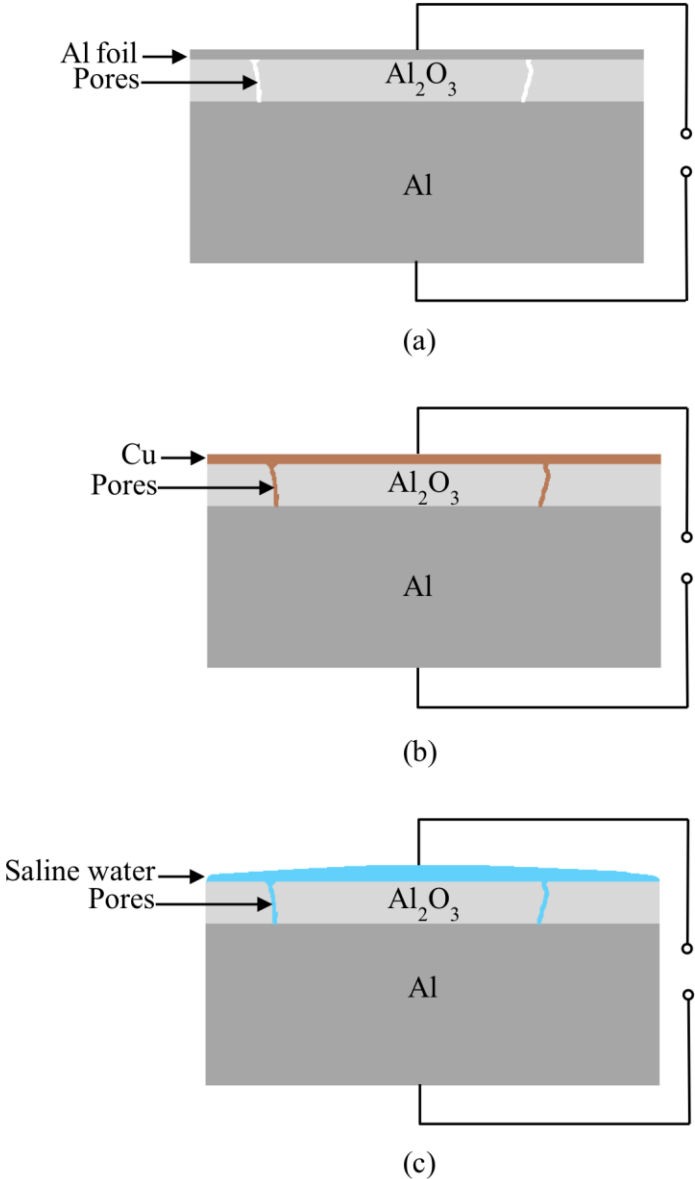 Al foil
Pores
Al₂O₃
Al
(a)
Cu
Pores
Al₂O₃
Al
(b)
Saline water
Pores
Al₂O₃
Al
(c)